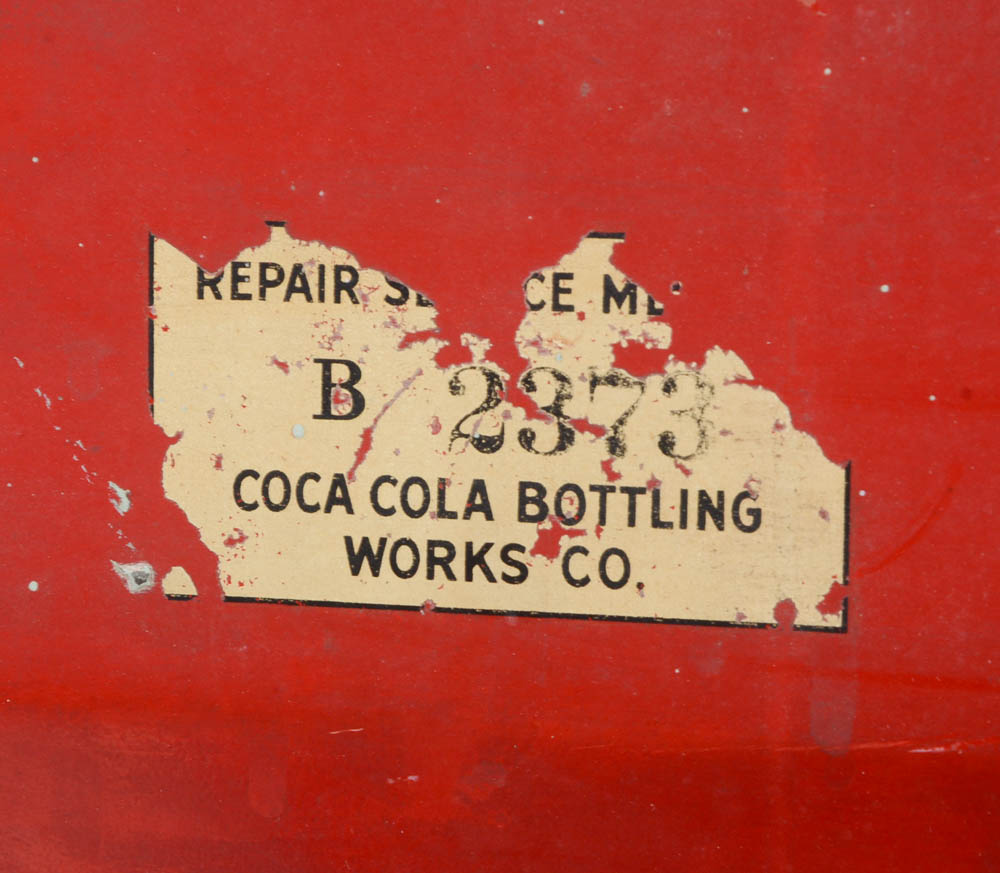 REPAIR
B 2373
COCA COLA BOTTLING
WORKS CO.